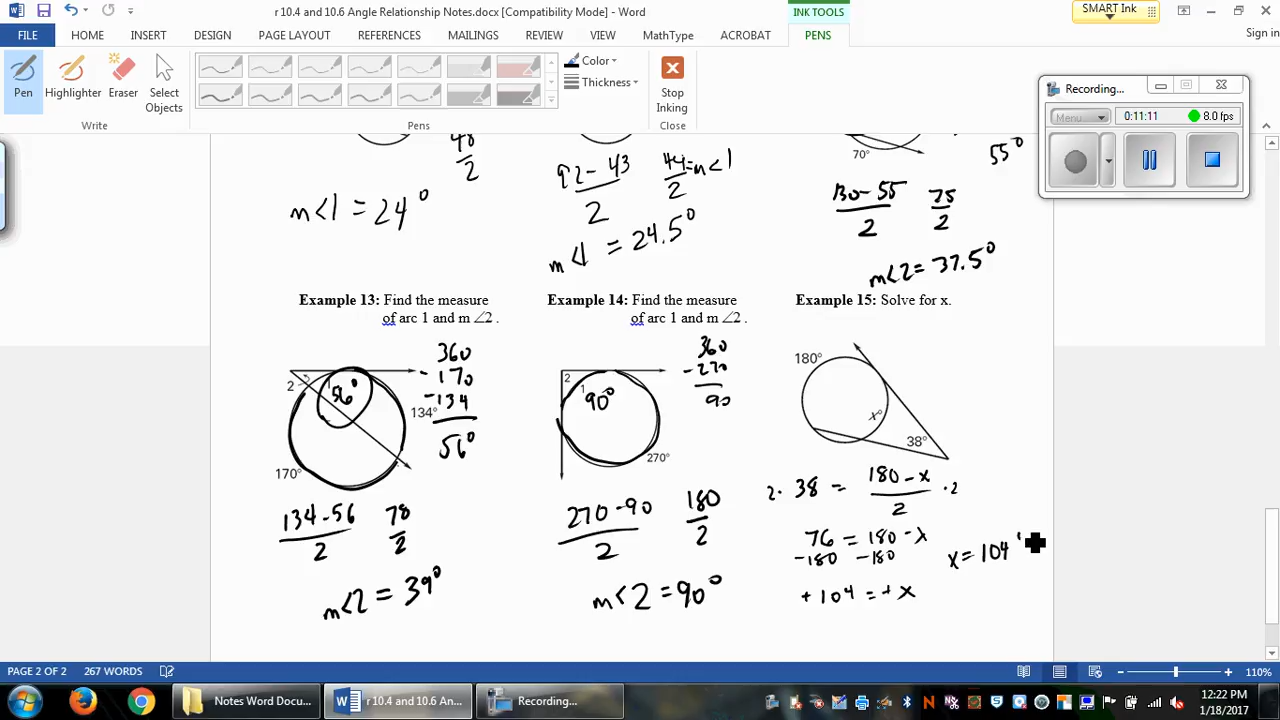 r 10.4 and 10.6 Angle Relationship Notes.docx [Compatibility Mode] - Word
INK TOOLS
SMART Ink
FILE HOME INSERT DESIGN PAGE LAYOUT REFERENCES MAILINGS REVIEW VIEW MathType ACROBAT PENS
Sign in
Pen Highlighter Eraser Select Objects
Color
Thickness
Stop Inking
Write Pens Close
Recording...
Menu 0:11:11 8.0 fps
48/2
m<1 = 24°
92 - 43 / 2
44/2 = m<1
m<1 = 24.5°
70°
55°
130 - 55 / 2
75/2
m<2 = 37.5°
Example 13: Find the measure
of arc 1 and m ∠2 .
2
1
56°
134°
170°
360
- 170
- 134
56°
134 - 56 / 2
78/2
m<2 = 39°
Example 14: Find the measure
of arc 1 and m ∠2 .
2
1
90°
270°
360
- 270
90
270 - 90 / 2
180/2
m<2 = 90°
Example 15: Solve for x.
180°
x°
38°
2 · 38 = 180 - x / 2 · 2
76 = 180 - x
-180 -180
+104 = + x
x = 104
PAGE 2 OF 2 267 WORDS
110%
Notes Word Docu...
r 10.4 and 10.6 An...
Recording...
12:22 PM
1/18/2017